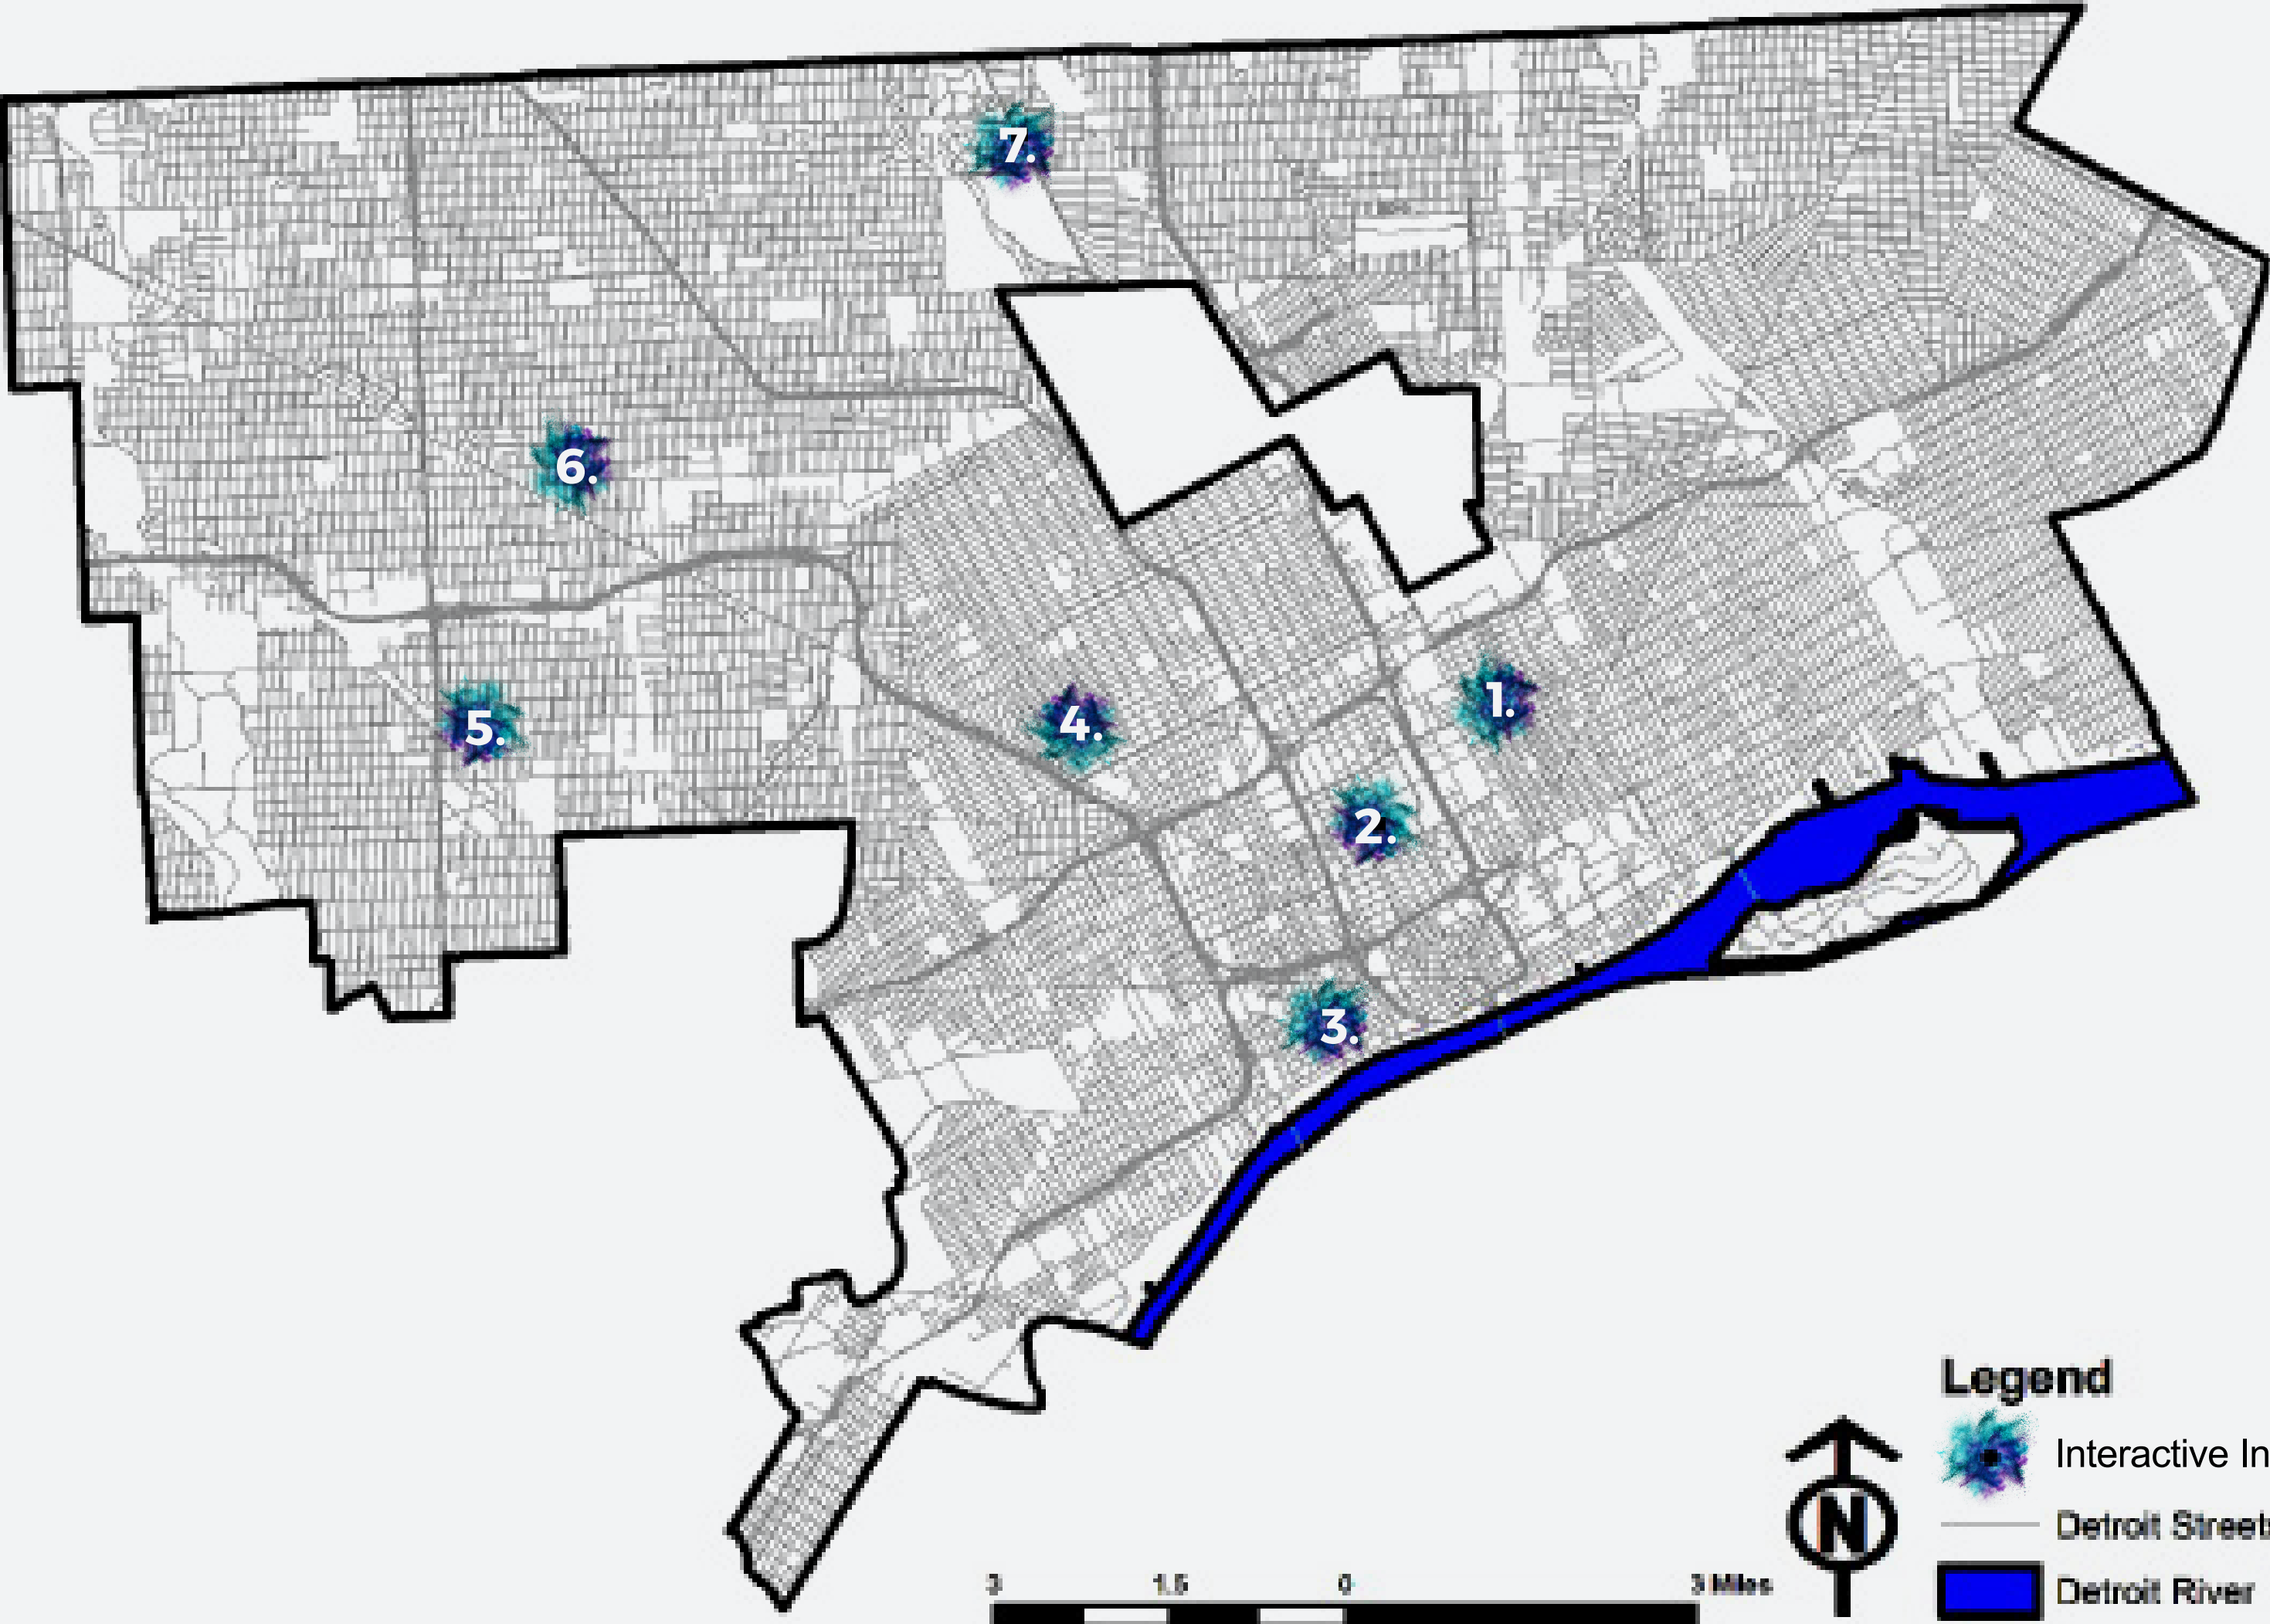 7.
6.
1.
4.
5.
2.
3.
Legend
Interactive In
Detroit Streets
Detroit River
3 1.5 0 3 Miles
N